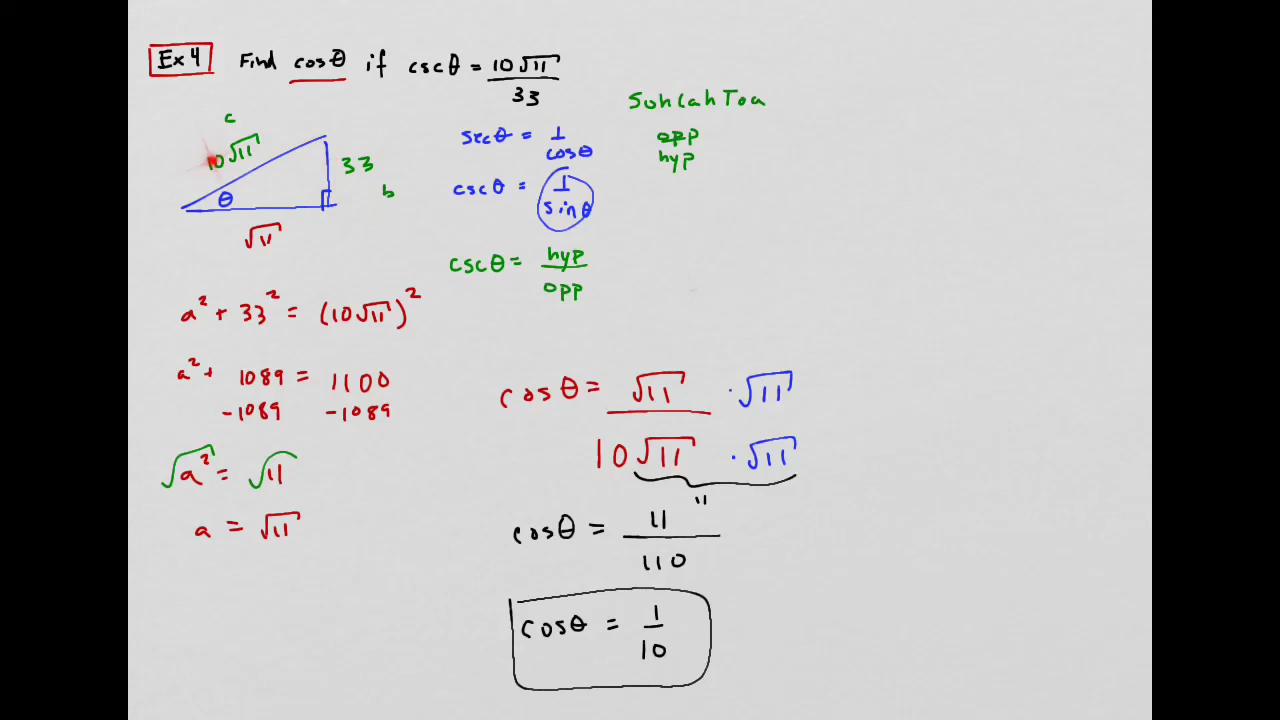 Ex 4 Find cosθ if cscθ = 10√11 / 33
SohCahToa
c
10√11
33
b
θ
√11
secθ = 1 / cosθ
opp
hyp
cscθ = 1 / sinθ
cscθ = hyp / opp
a² + 33² = (10√11)²
a² + 1089 = 1100
-1089 -1089
√a² = √11
a = √11
cosθ = √11 · √11 / 10√11 · √11
11
cosθ = 11 / 110
cosθ = 1 / 10